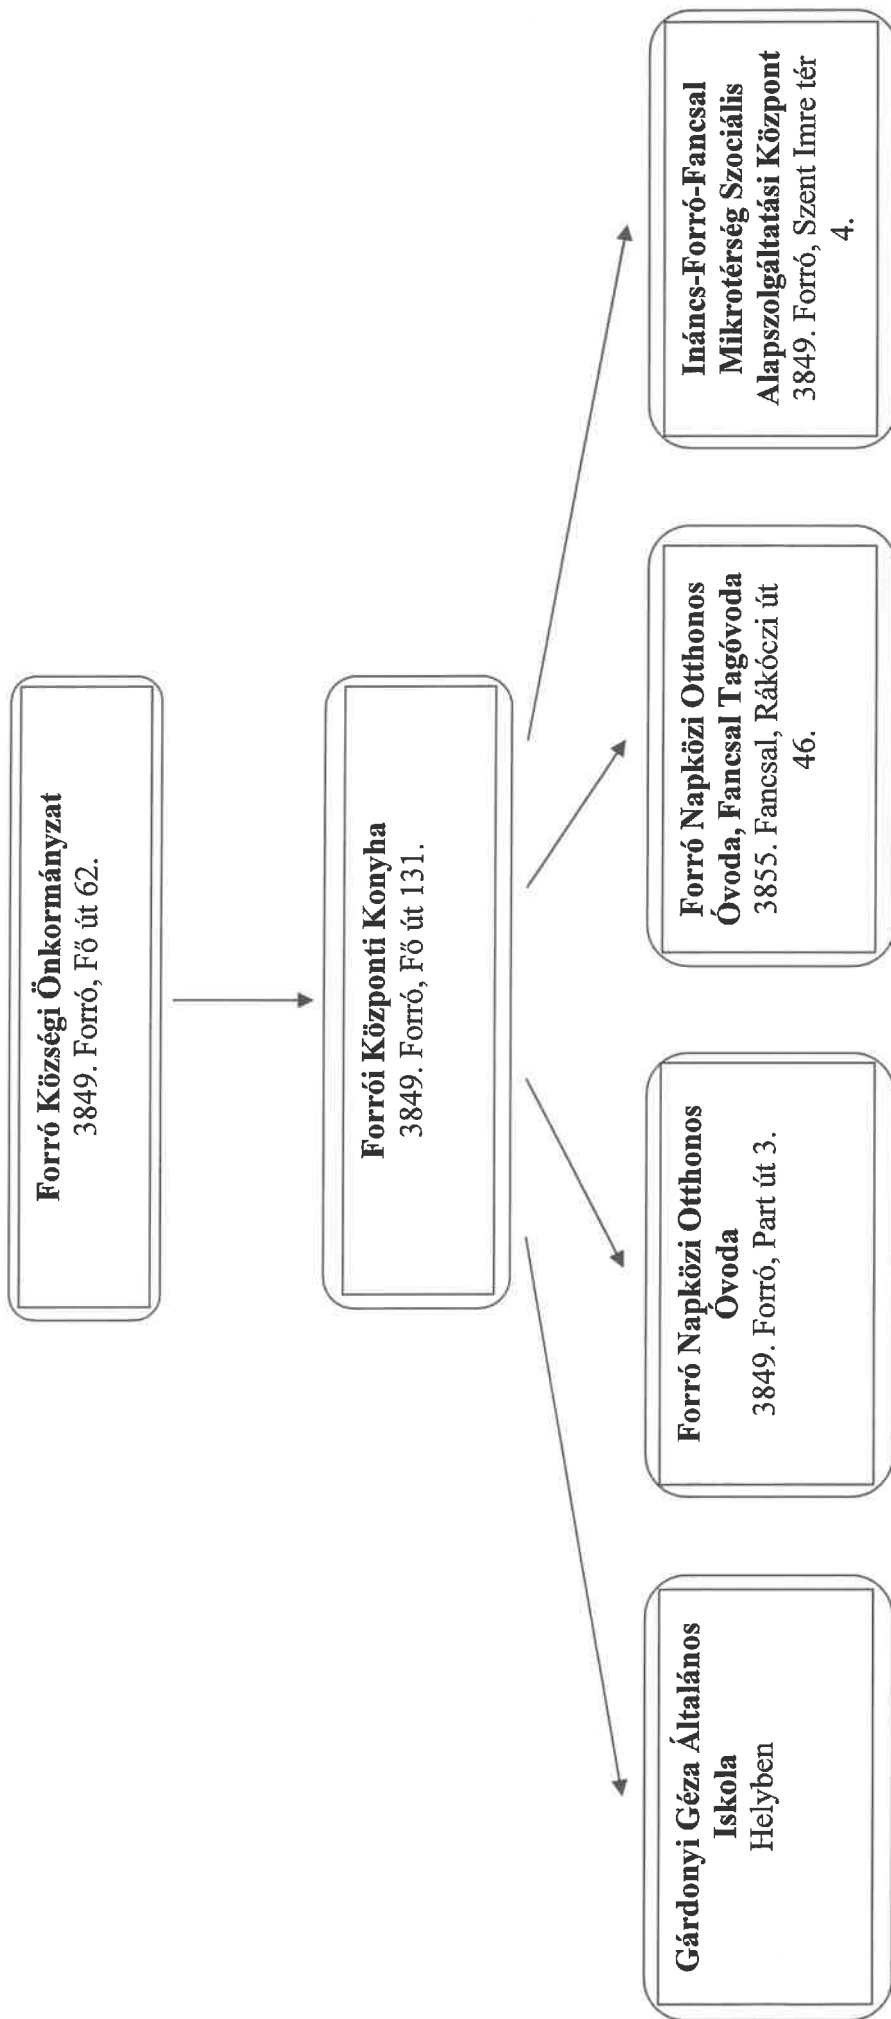 Forró Községi Önkormányzat
3849. Forró, Fő út 62.
Forrói Központi Konyha
3849. Forró, Fő út 131.
Gárdonyi Géza Általános
Iskola
Helyben
Forró Napközi Otthonos
Óvoda
3849. Forró, Part út 3.
Forró Napközi Otthonos
Óvoda, Fancsal Tagóvoda
3855. Fancsal, Rákóczi út
46.
Ináncs-Forró-Fancsal
Mikrotérség Szociális
Alapszolgáltatási Központ
3849. Forró, Szent Imre tér
4.